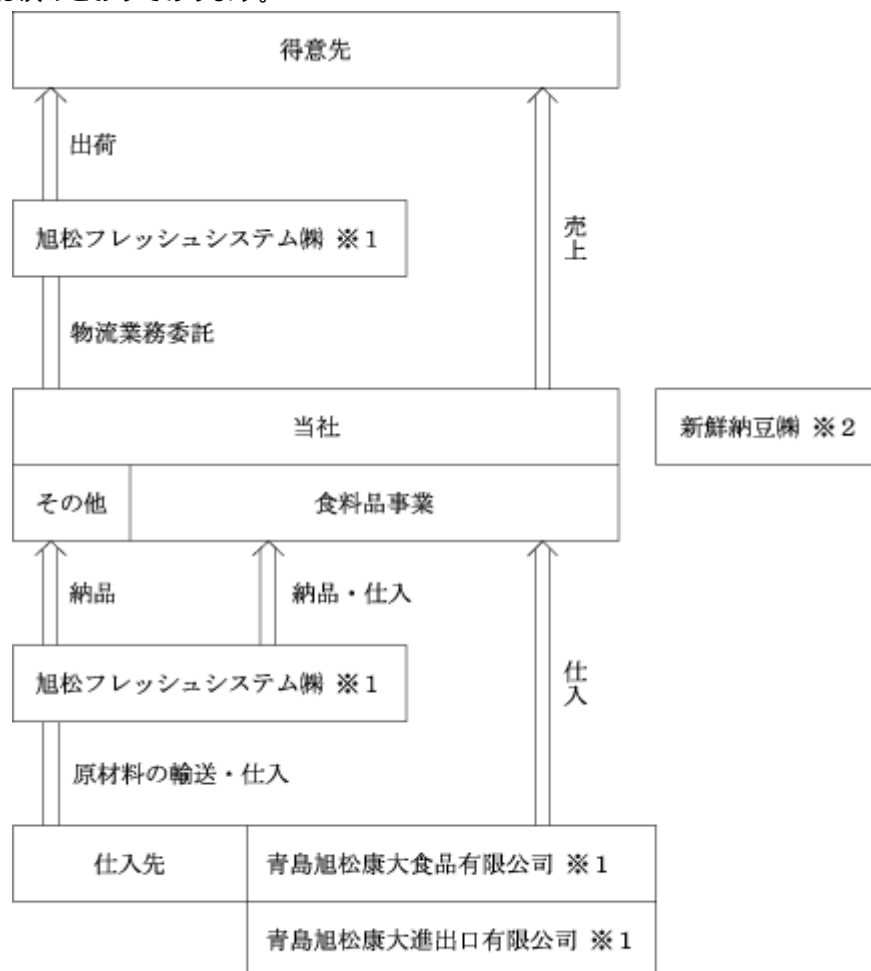 得意先
出荷
旭松フレッシュシステム㈱ ※1
売上
物流業務委託
当社
新鮮納豆㈱ ※2
その他
食料品事業
納品
納品・仕入
旭松フレッシュシステム㈱ ※1
仕入
原材料の輸送・仕入
仕入先
青島旭松康大食品有限公司 ※1
青島旭松康大進出口有限公司 ※1